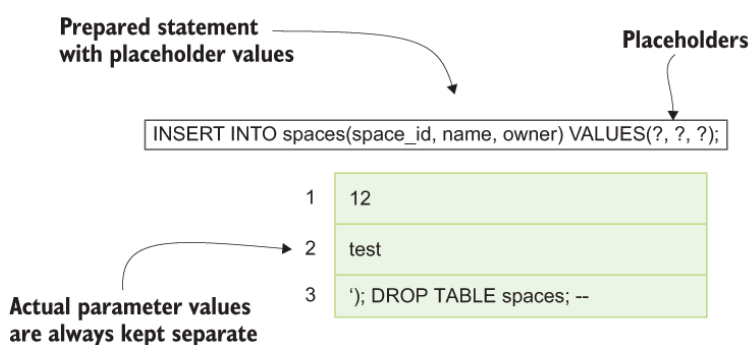 Prepared statement
with placeholder values
Placeholders
INSERT INTO spaces(space_id, name, owner) VALUES(?, ?, ?);
1 12
2 test
3 ‘); DROP TABLE spaces; --
Actual parameter values
are always kept separate